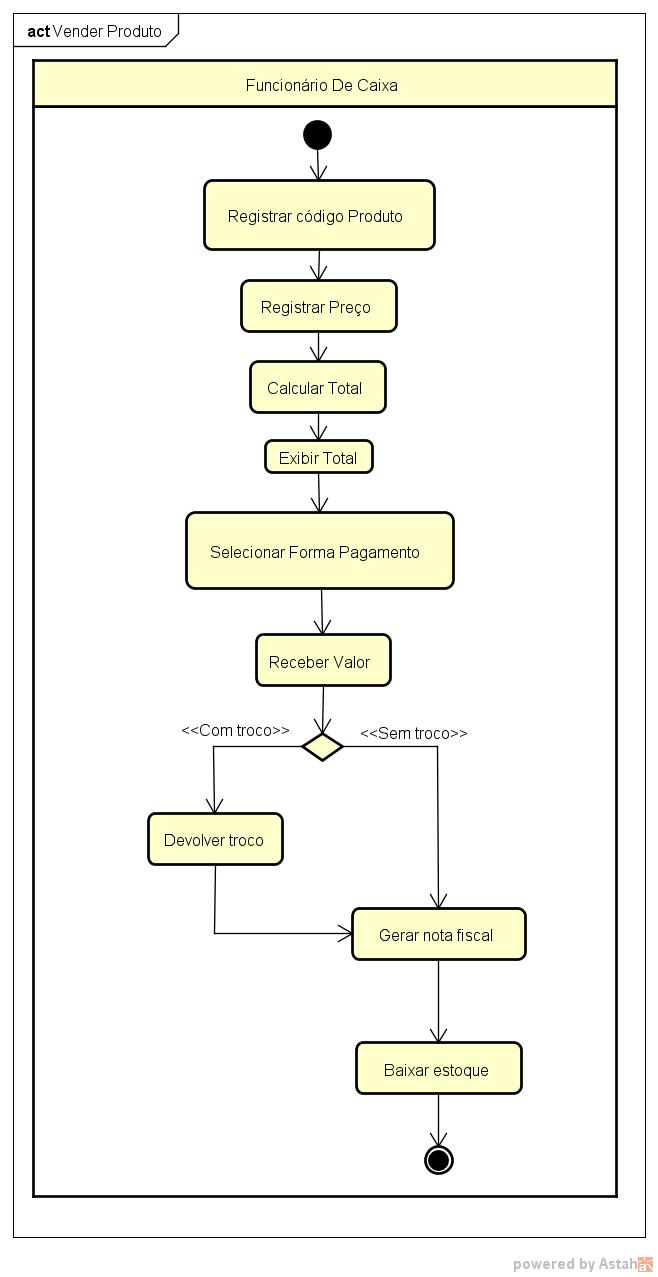 act Vender Produto
Funcionário De Caixa
Registrar código Produto
Registrar Preço
Calcular Total
Exibir Total
Selecionar Forma Pagamento
Receber Valor
<<Com troco>>
<<Sem troco>>
Devolver troco
Gerar nota fiscal
Baixar estoque
powered by Astah